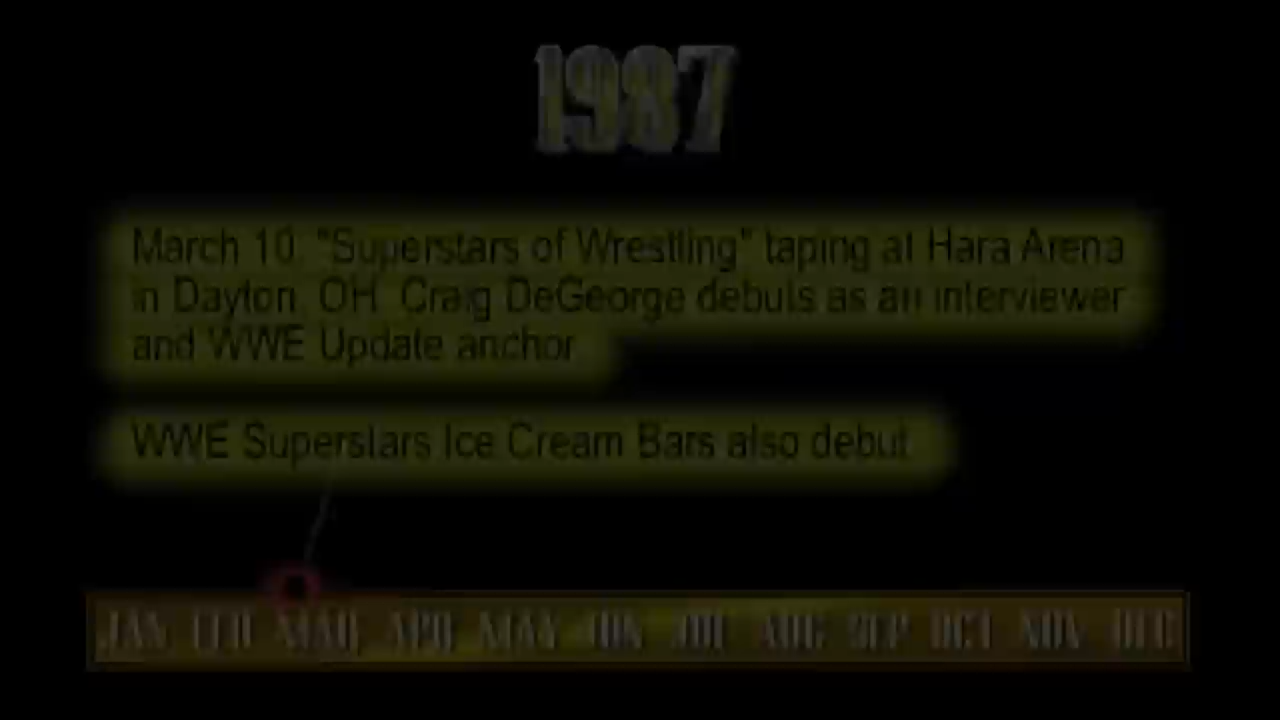 1987
March 10: "Superstars of Wrestling" taping at Hara Arena
in Dayton, OH. Craig DeGeorge debuts as an interviewer
and WWE Update anchor.
WWE Superstars Ice Cream Bars also debut.
JAN FEB MAR APR MAY JUN JUL AUG SEP OCT NOV DEC